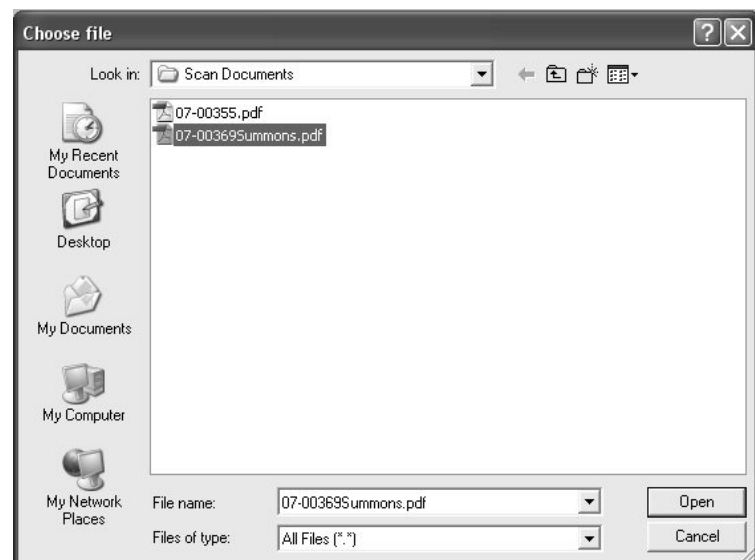 Choose file
Look in: Scan Documents
07-00355.pdf
07-00369Summons.pdf
My Recent
Documents
Desktop
My Documents
My Computer
My Network
Places
File name: 07-00369Summons.pdf Open
Files of type: All Files (*.*) Cancel